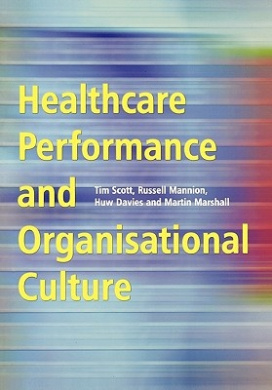 Healthcare
Performance
and
Tim Scott, Russell Mannion,
Huw Davies and Martin Marshall
Organisational
Culture